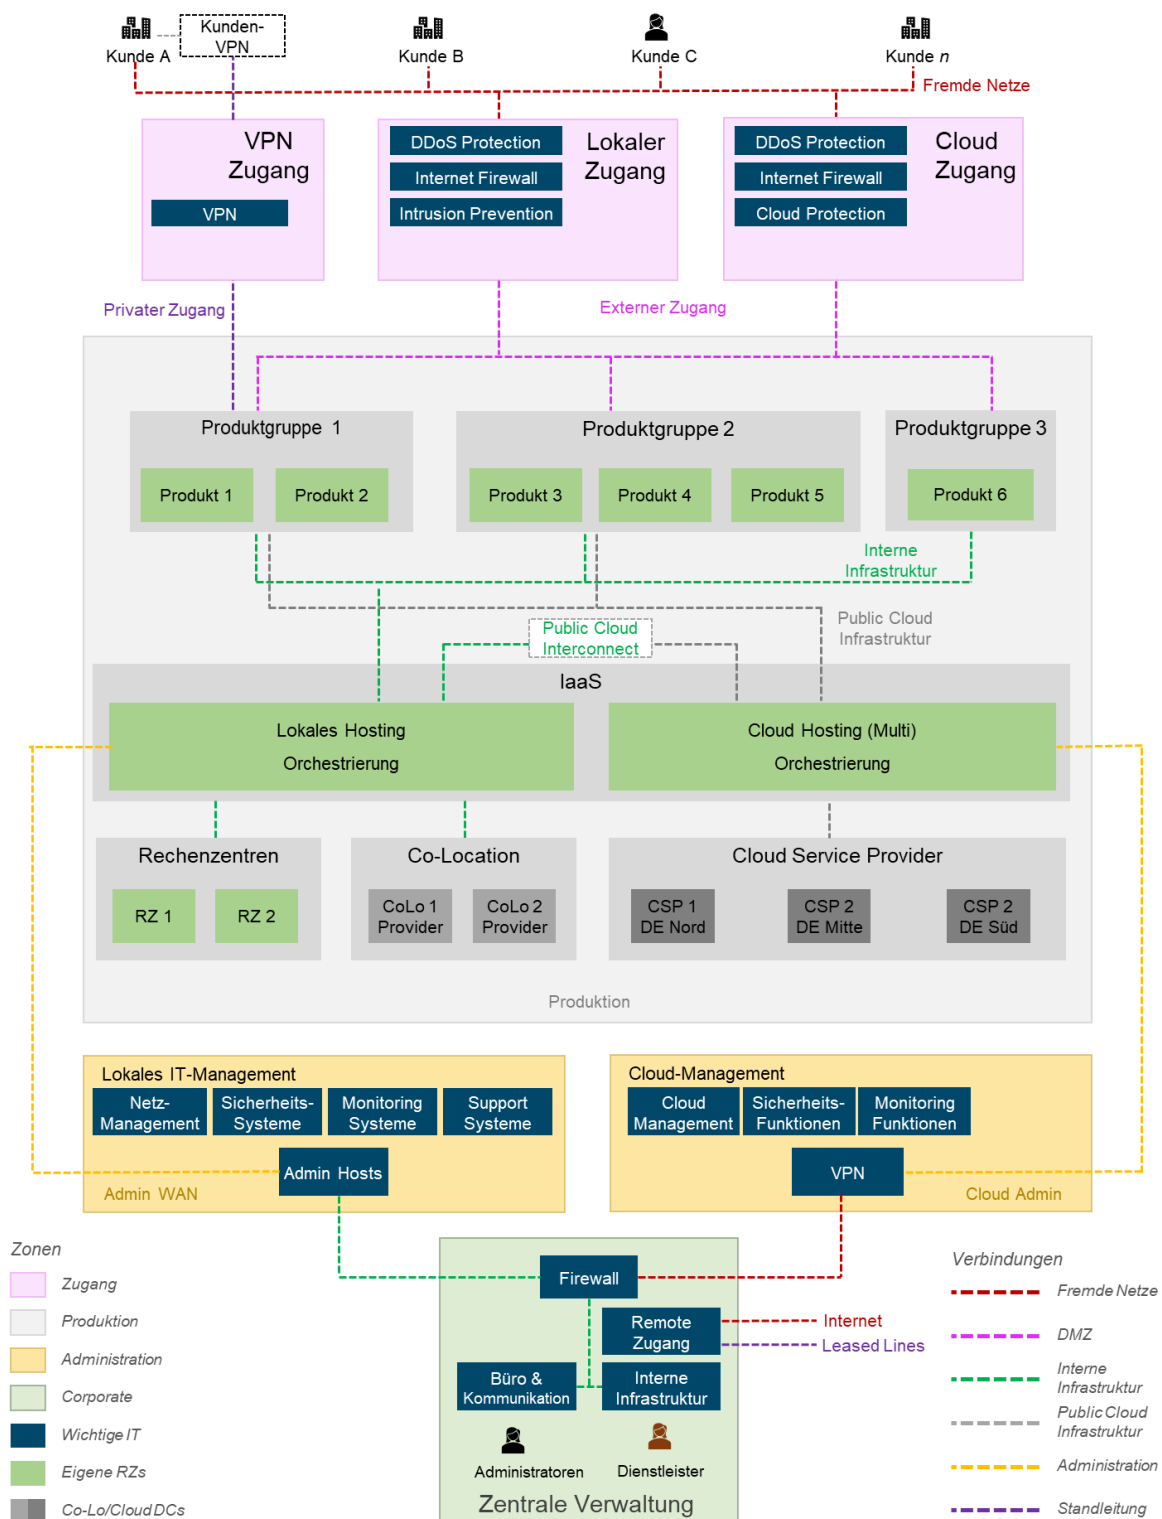 Kunden-
VPN
Kunde A
Kunde B
Kunde C
Kunde n
Fremde Netze
VPN
Zugang
VPN
DDoS Protection
Internet Firewall
Intrusion Prevention
Lokaler
Zugang
DDoS Protection
Internet Firewall
Cloud Protection
Cloud
Zugang
Privater Zugang
Externer Zugang
Produktgruppe 1
Produkt 1
Produkt 2
Produktgruppe 2
Produkt 3
Produkt 4
Produkt 5
Produktgruppe 3
Produkt 6
Interne
Infrastruktur
Public Cloud
Infrastruktur
Public Cloud
Interconnect
IaaS
Lokales Hosting
Orchestrierung
Cloud Hosting (Multi)
Orchestrierung
Rechenzentren
RZ 1
RZ 2
Co-Location
CoLo 1
Provider
CoLo 2
Provider
Cloud Service Provider
CSP 1
DE Nord
CSP 2
DE Mitte
CSP 2
DE Süd
Produktion
Lokales IT-Management
Netz-
Management
Sicherheits-
Systeme
Monitoring
Systeme
Support
Systeme
Admin Hosts
Admin WAN
Cloud-Management
Cloud
Management
Sicherheits-
Funktionen
Monitoring
Funktionen
VPN
Cloud Admin
Firewall
Remote
Zugang
Internet
Leased Lines
Büro &
Kommunikation
Interne
Infrastruktur
Administratoren
Dienstleister
Zentrale Verwaltung
Zonen
Zugang
Produktion
Administration
Corporate
Wichtige IT
Eigene RZs
Co-Lo/Cloud DCs
Verbindungen
Fremde Netze
DMZ
Interne
Infrastruktur
Public Cloud
Infrastruktur
Administration
Standleitung